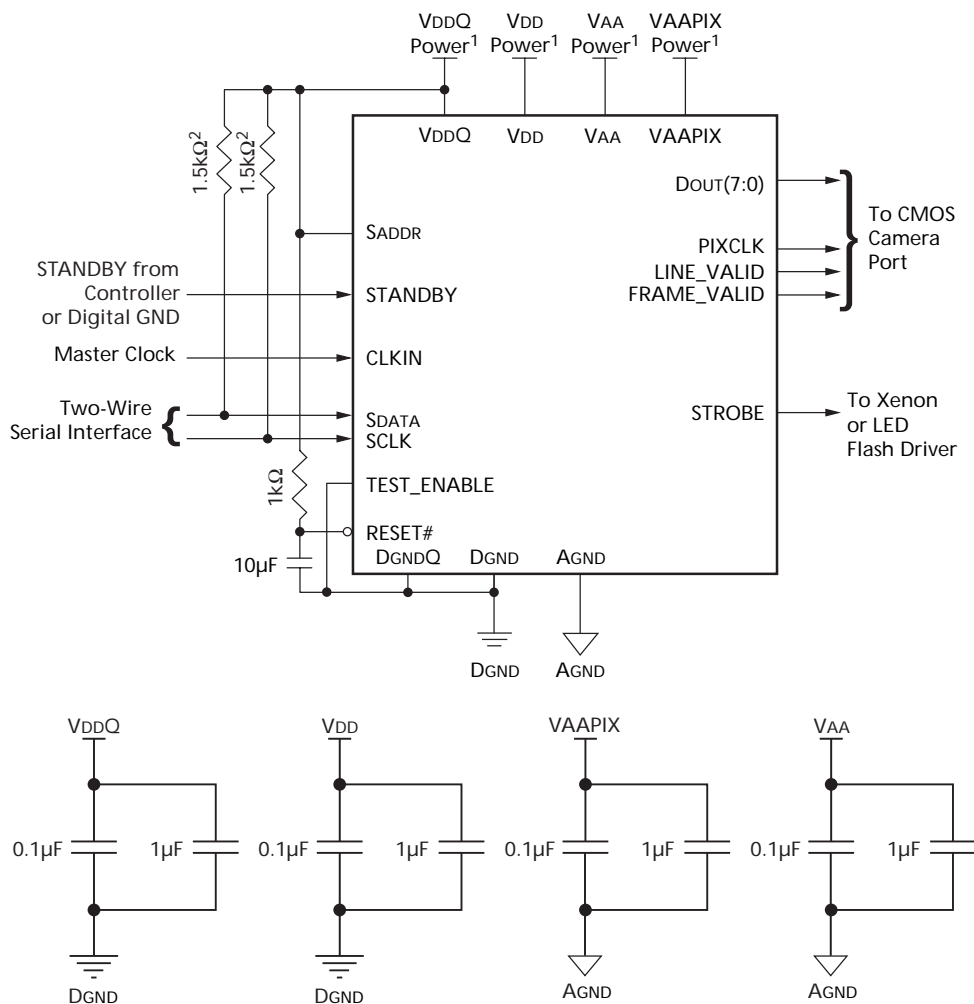 VDDQ Power1
VDD Power1
VAA Power1
VAAPIX Power1
1.5kΩ2
1.5kΩ2
VDDQ
VDD
VAA
VAAPIX
DOUT(7:0)
To CMOS
Camera
Port
SADDR
PIXCLK
STANDBY from
Controller
or Digital GND
LINE_VALID
STANDBY
FRAME_VALID
Master Clock
CLKIN
Two-Wire
Serial Interface
{
SDATA
SCLK
STROBE
To Xenon
or LED
Flash Driver
1kΩ
TEST_ENABLE
RESET#
10µF
DGNDQ
DGND
AGND
DGND
AGND
VDDQ
VDD
VAAPIX
VAA
0.1µF
1µF
0.1µF
1µF
0.1µF
1µF
0.1µF
1µF
DGND
DGND
AGND
AGND